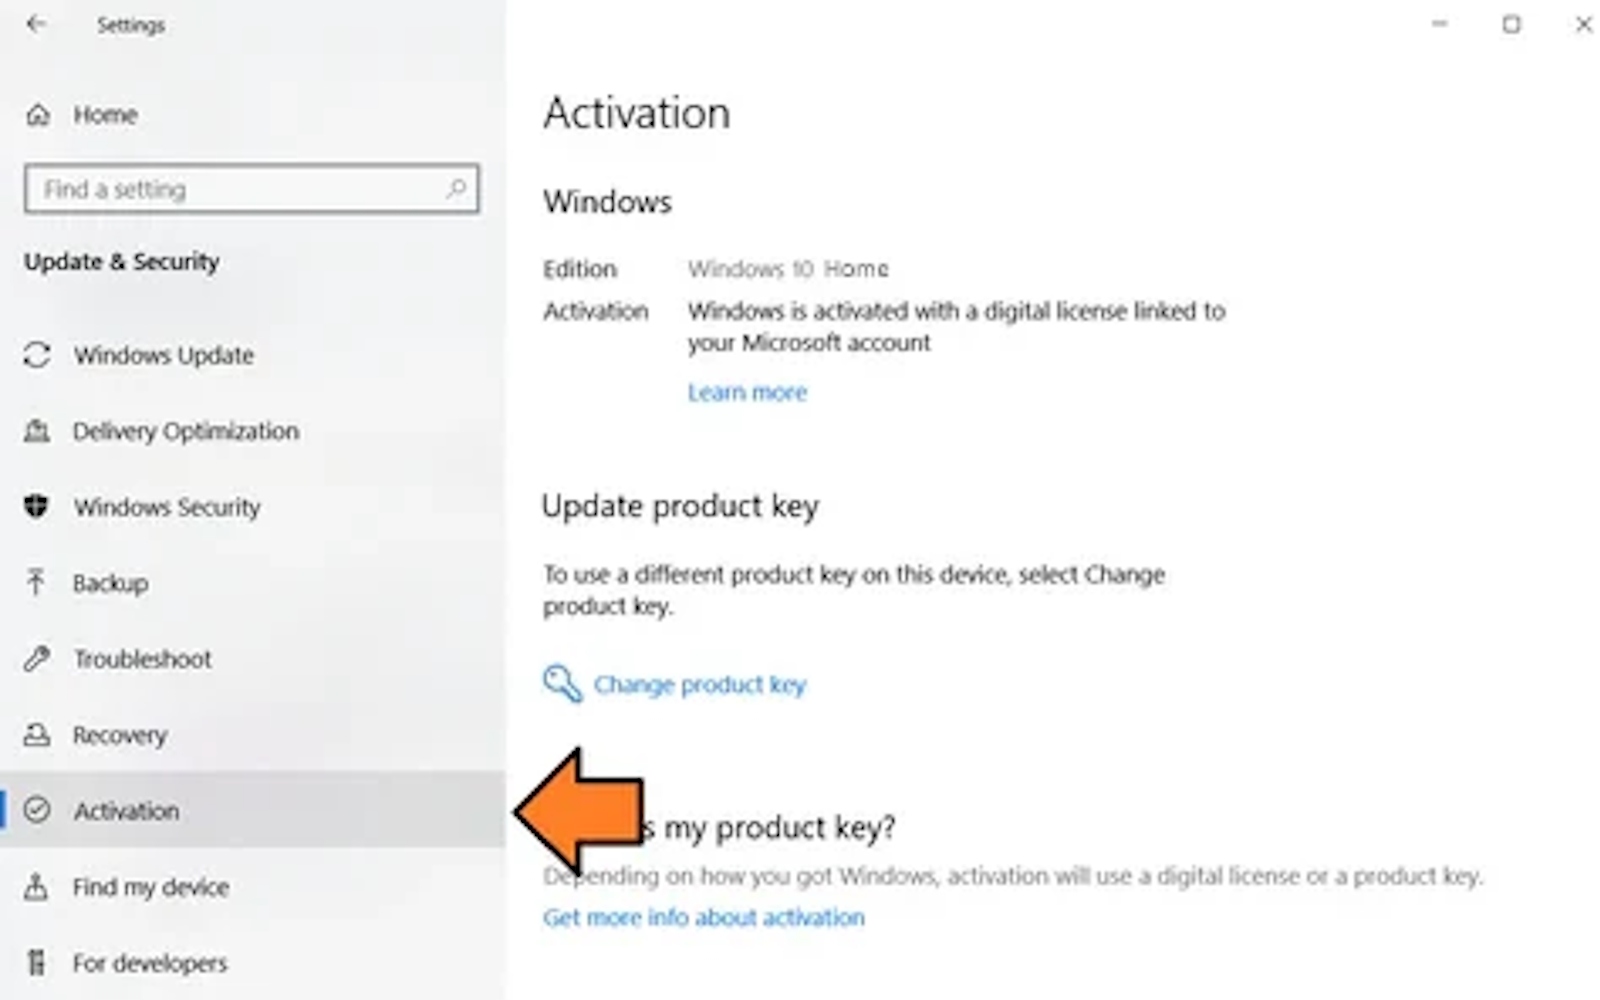 Settings
Home
Find a setting
Update & Security
Windows Update
Delivery Optimization
Windows Security
Backup
Troubleshoot
Recovery
Activation
Find my device
For developers
Activation
Windows
Edition Windows 10 Home
Activation Windows is activated with a digital license linked to
your Microsoft account
Learn more
Update product key
To use a different product key on this device, select Change
product key.
Change product key
my product key?
Depending on how you got Windows, activation will use a digital license or a product key.
Get more info about activation